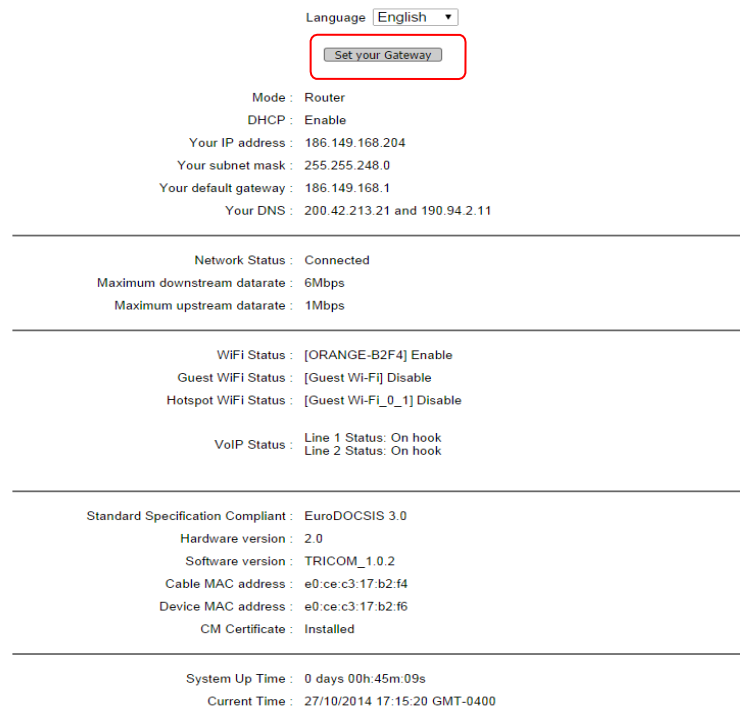 Language English
Set your Gateway
Mode : Router
DHCP : Enable
Your IP address : 186.149.168.204
Your subnet mask : 255.255.248.0
Your default gateway : 186.149.168.1
Your DNS : 200.42.213.21 and 190.94.2.11
Network Status : Connected
Maximum downstream datarate : 6Mbps
Maximum upstream datarate : 1Mbps
WiFi Status : [ORANGE-B2F4] Enable
Guest WiFi Status : [Guest Wi-Fi] Disable
Hotspot WiFi Status : [Guest Wi-Fi_0_1] Disable
VoIP Status : Line 1 Status: On hook
Line 2 Status: On hook
Standard Specification Compliant : EuroDOCSIS 3.0
Hardware version : 2.0
Software version : TRICOM_1.0.2
Cable MAC address : e0:ce:c3:17:b2:f4
Device MAC address : e0:ce:c3:17:b2:f6
CM Certificate : Installed
System Up Time : 0 days 00h:45m:09s
Current Time : 27/10/2014 17:15:20 GMT-0400